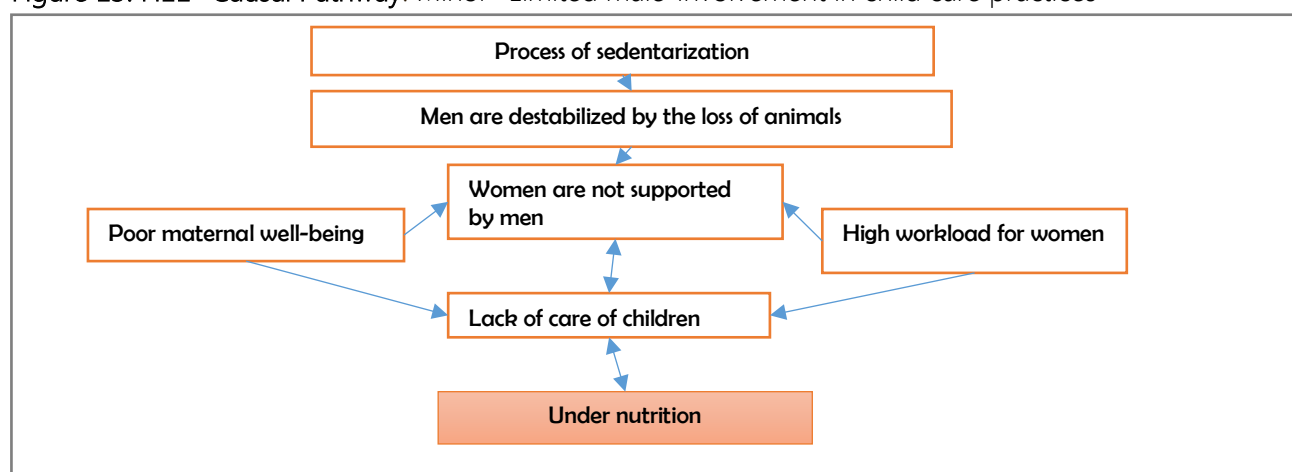 Process of sedentarization
Men are destabilized by the loss of animals
Women are not supported
by men
Poor maternal well-being
High workload for women
Lack of care of children
Under nutrition